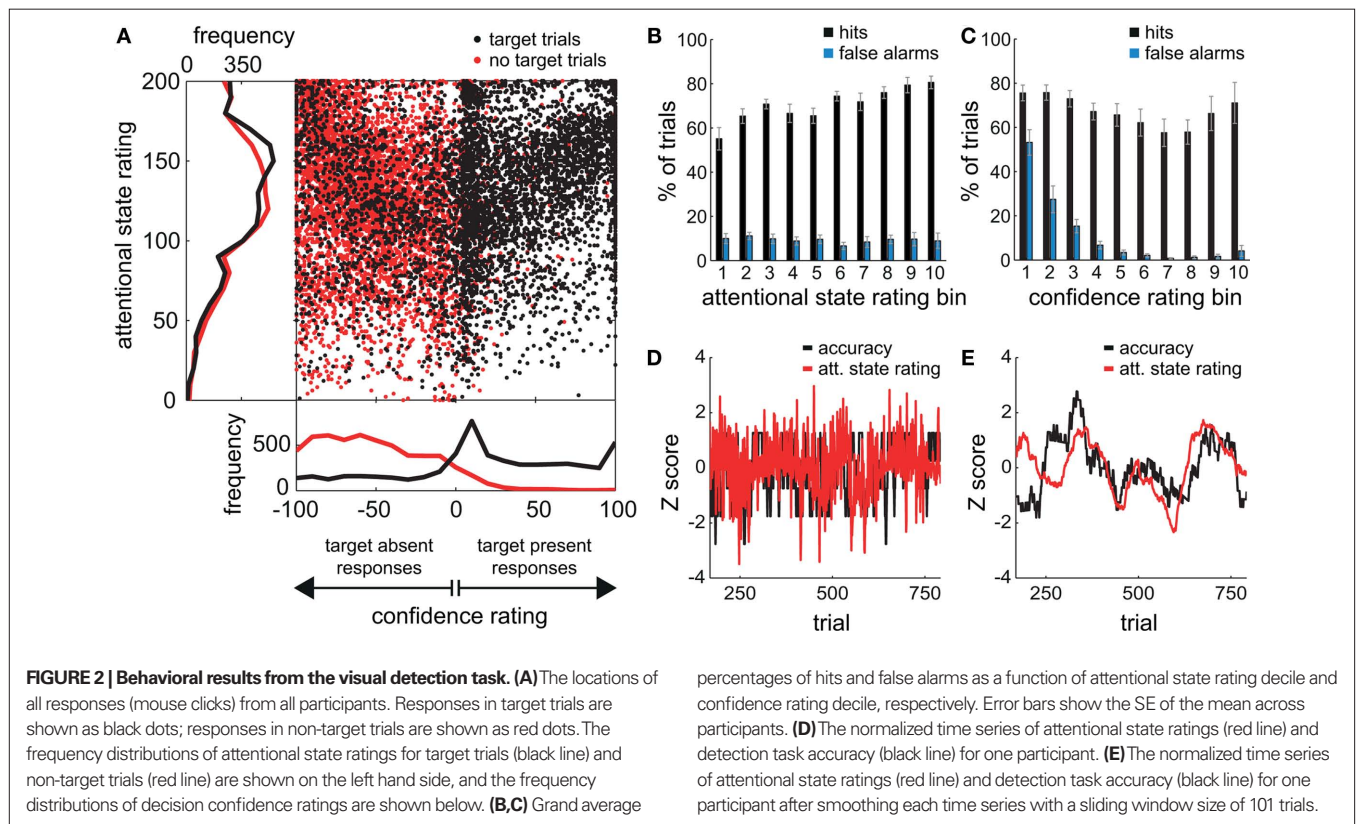 A
frequency
0 350
target trials
no target trials
200
150
100
50
0
attentional state rating
500
0
frequency
-100 -50 0 50 100
target absent responses
target present responses
confidence rating
B
hits
false alarms
100
80
60
40
20
0
% of trials
1 2 3 4 5 6 7 8 9 10
attentional state rating bin
C
hits
false alarms
100
80
60
40
20
0
% of trials
1 2 3 4 5 6 7 8 9 10
confidence rating bin
D
accuracy
att. state rating
4
2
0
-2
-4
Z score
250 500 750
trial
E
accuracy
att. state rating
4
2
0
-2
-4
Z score
250 500 750
trial
FIGURE 2 | Behavioral results from the visual detection task. (A) The locations of
all responses (mouse clicks) from all participants. Responses in target trials are
shown as black dots; responses in non-target trials are shown as red dots. The
frequency distributions of attentional state ratings for target trials (black line) and
non-target trials (red line) are shown on the left hand side, and the frequency
distributions of decision confidence ratings are shown below. (B,C) Grand average
percentages of hits and false alarms as a function of attentional state rating decile and
confidence rating decile, respectively. Error bars show the SE of the mean across
participants. (D) The normalized time series of attentional state ratings (red line) and
detection task accuracy (black line) for one participant. (E) The normalized time series
of attentional state ratings (red line) and detection task accuracy (black line) for one
participant after smoothing each time series with a sliding window size of 101 trials.